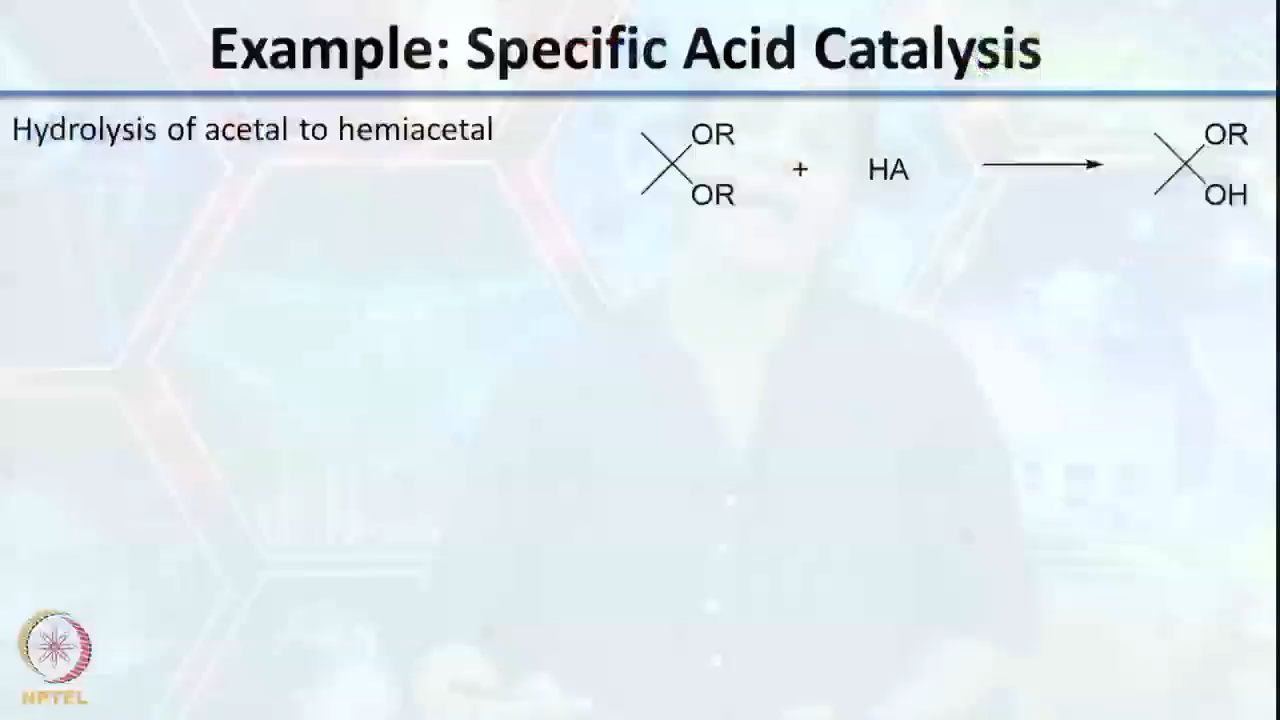 Example: Specific Acid Catalysis
Hydrolysis of acetal to hemiacetal
OR
OR
+
HA
OR
OH
NPTEL